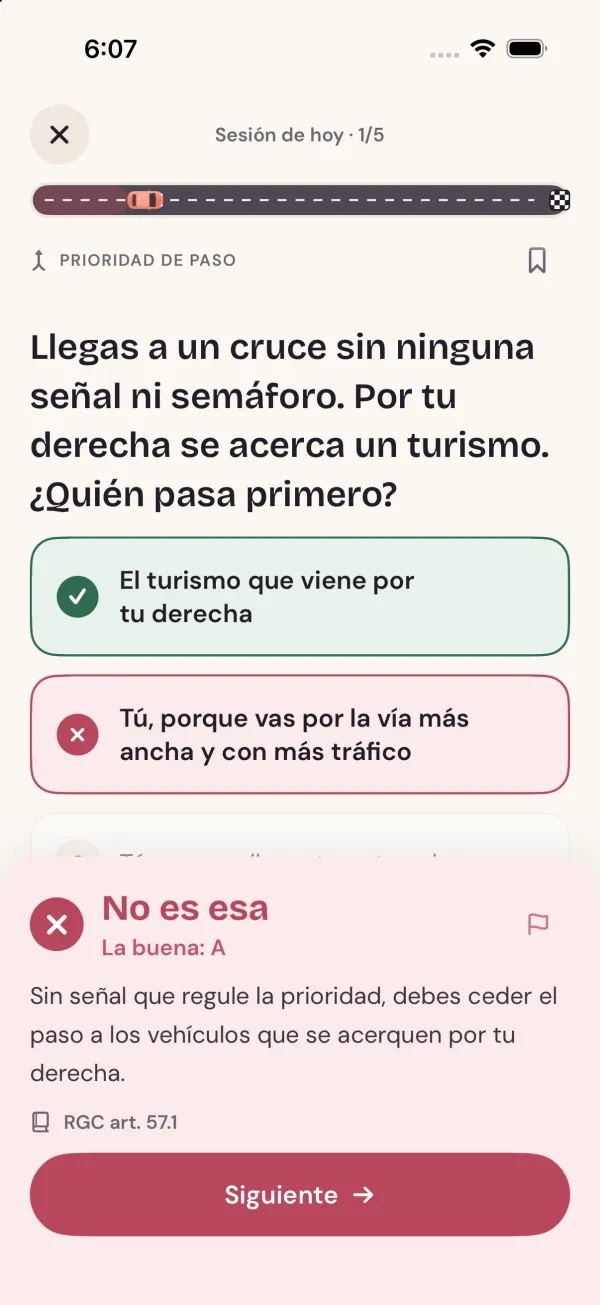 6:07
Sesión de hoy · 1/5
PRIORIDAD DE PASO
Llegas a un cruce sin ninguna
señal ni semáforo. Por tu
derecha se acerca un turismo.
¿Quién pasa primero?
El turismo que viene por
tu derecha
Tú, porque vas por la vía más
ancha y con más tráfico
No es esa
La buena: A
Sin señal que regule la prioridad, debes ceder el
paso a los vehículos que se acerquen por tu
derecha.
RGC art. 57.1
Siguiente →